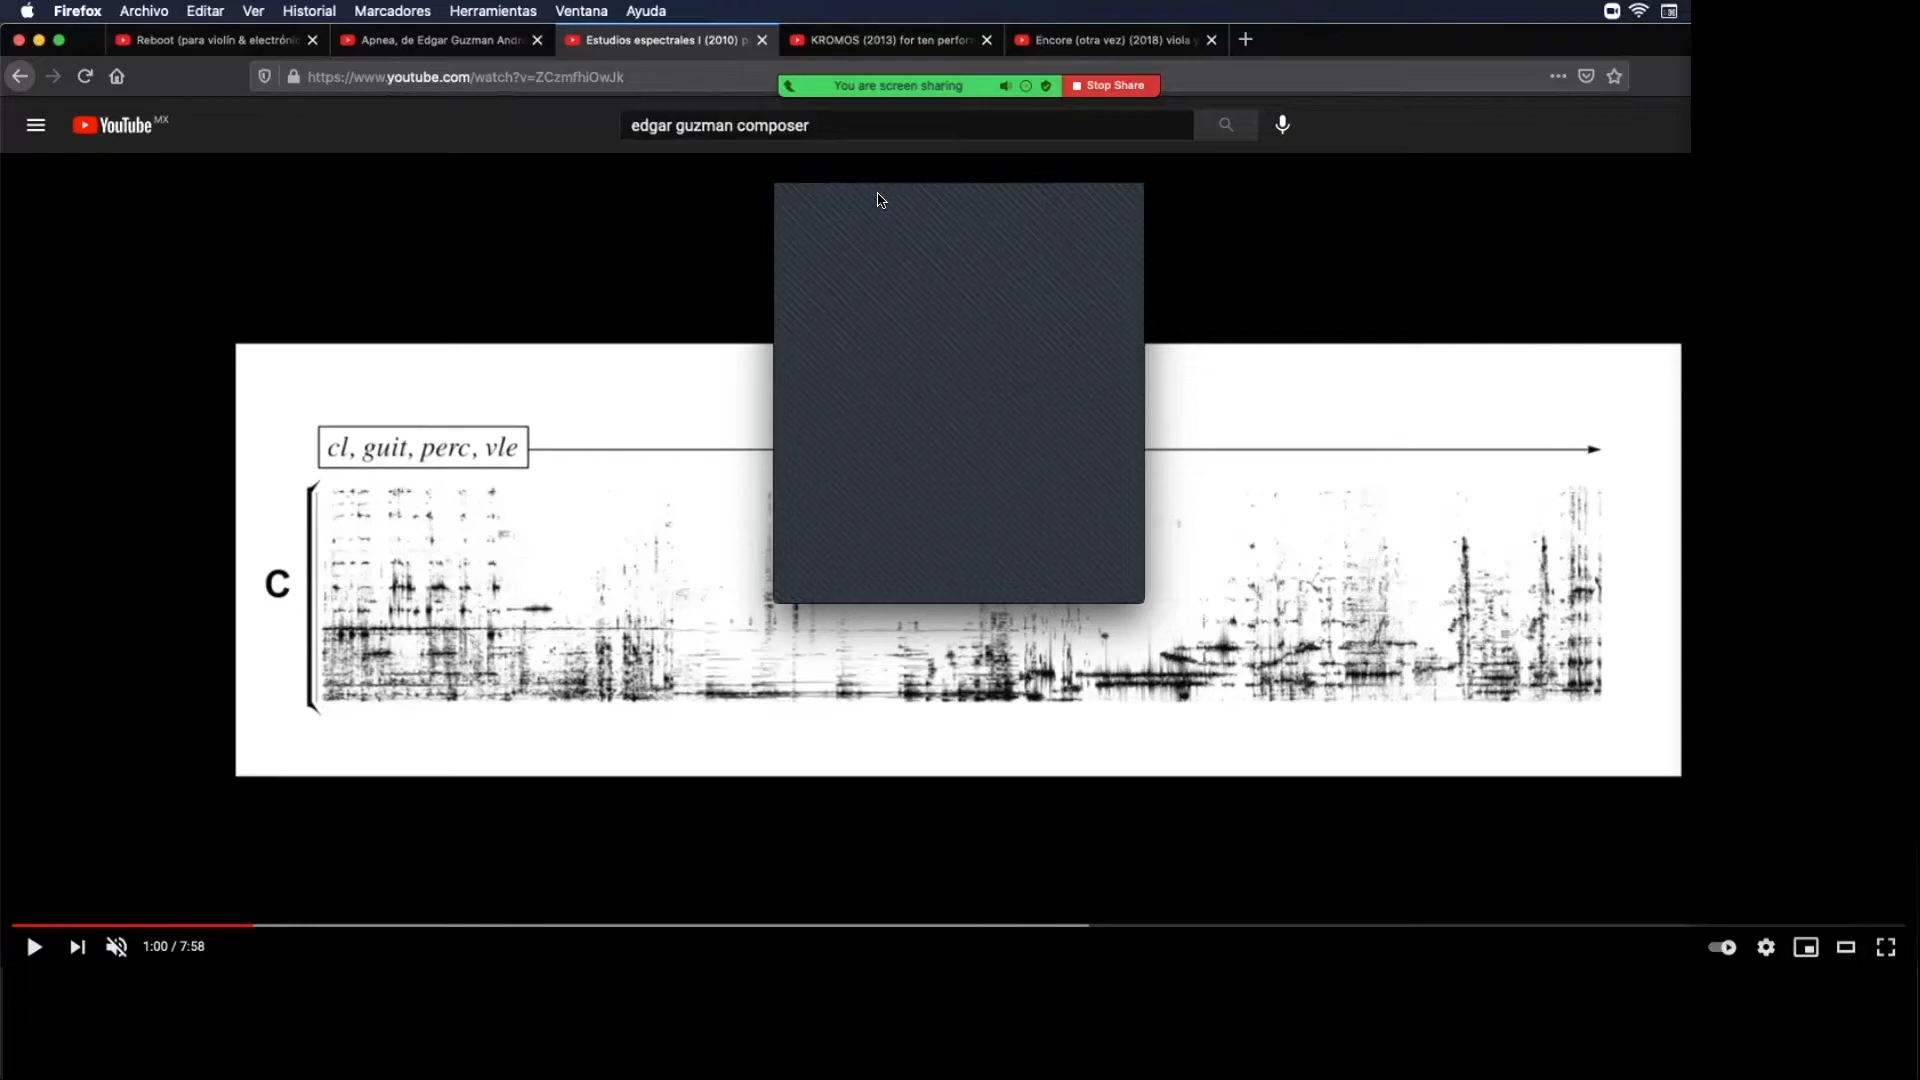 Firefox Archivo Editar Ver Historial Marcadores Herramientas Ventana Ayuda
Reboot (para violín & electróni
Apnea, de Edgar Guzman And
Estudios espectrales I (2010) p
KROMOS (2013) for ten perfor
Encore (otra vez) (2018) viola y
https://www.youtube.com/watch?v=ZCzmfhiOwJk
You are screen sharing
Stop Share
YouTube MX
edgar guzman composer
cl, guit, perc, vle
C
1:00 / 7:58